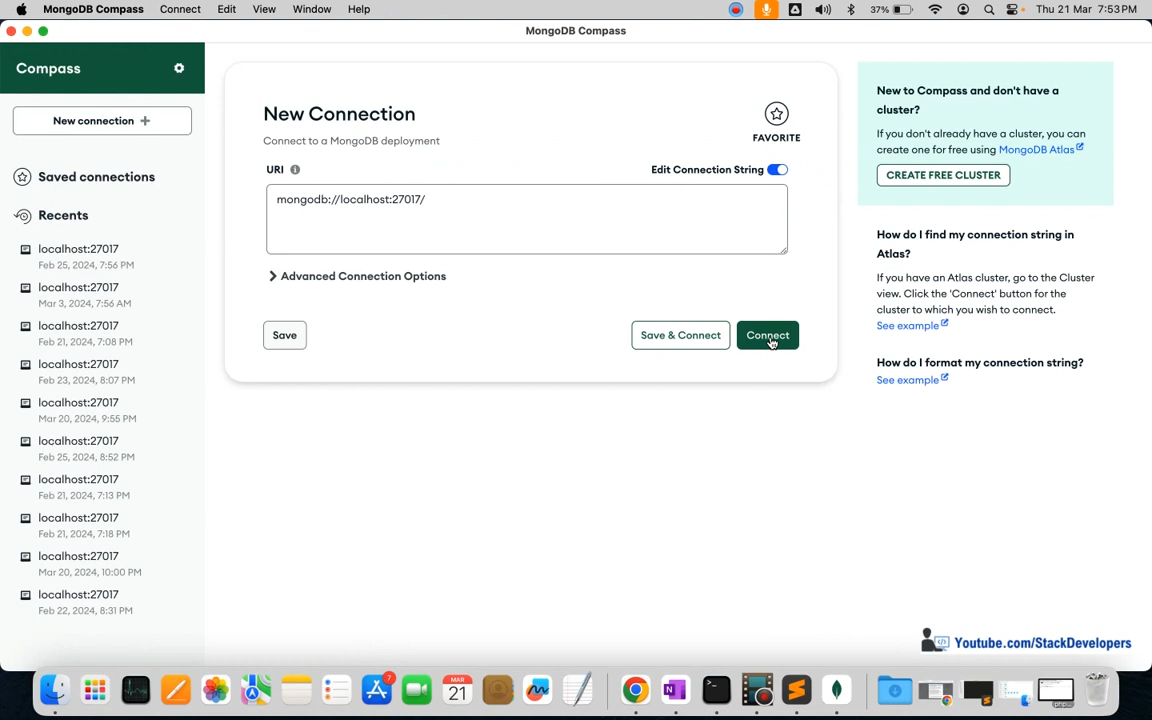 MongoDB Compass Connect Edit View Window Help 37% Thu 21 Mar 7:53PM
MongoDB Compass
Compass
New connection +
Saved connections
Recents
localhost:27017
Feb 25, 2024, 7:56 PM
localhost:27017
Mar 3, 2024, 7:56 AM
localhost:27017
Feb 21, 2024, 7:08 PM
localhost:27017
Feb 23, 2024, 8:07 PM
localhost:27017
Mar 20, 2024, 9:55 PM
localhost:27017
Feb 25, 2024, 8:52 PM
localhost:27017
Feb 21, 2024, 7:13 PM
localhost:27017
Feb 21, 2024, 7:18 PM
localhost:27017
Mar 20, 2024, 10:00 PM
localhost:27017
Feb 22, 2024, 8:31 PM
New Connection
Connect to a MongoDB deployment
FAVORITE
URI
Edit Connection String
mongodb://localhost:27017/
Advanced Connection Options
Save
Save & Connect
Connect
New to Compass and don't have a
cluster?
If you don't already have a cluster, you can
create one for free using MongoDB Atlas
CREATE FREE CLUSTER
How do I find my connection string in
Atlas?
If you have an Atlas cluster, go to the Cluster
view. Click the 'Connect' button for the
cluster to which you wish to connect.
See example
How do I format my connection string?
See example
Youtube.com/StackDevelopers
7
MAR
21